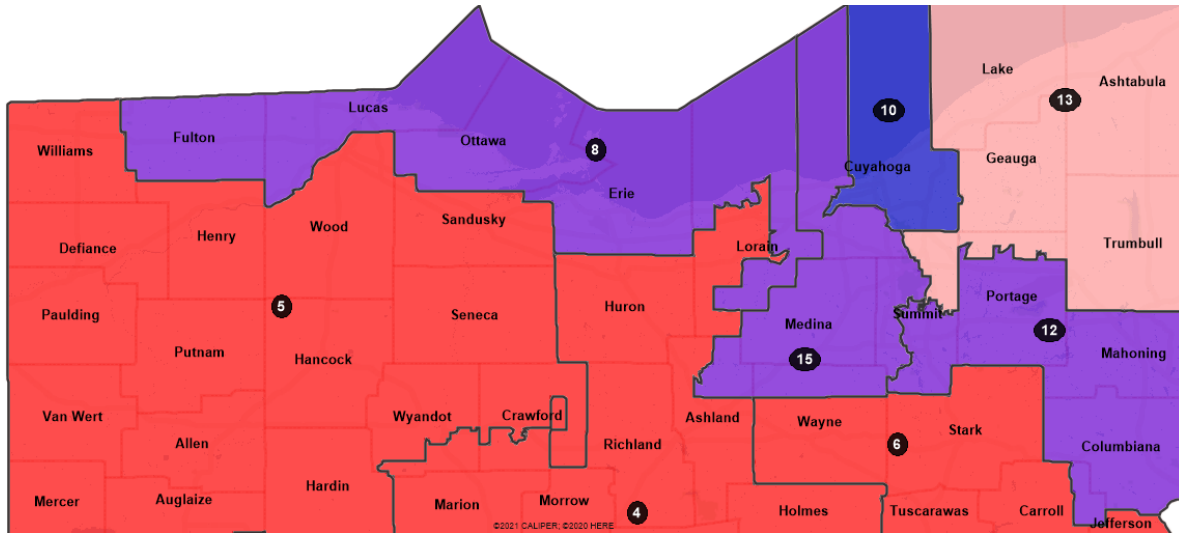 Lake
Ashtabula
13
Lucas
10
Fulton
Ottawa
8
Williams
Geauga
Cuyahoga
Erie
Sandusky
Wood
Henry
Defiance
Lorain
Trumbull
Portage
5
Huron
Paulding
Seneca
Summit
Medina
12
Putnam
Hancock
15
Mahoning
Van Wert
Wyandot
Crawford
Ashland
Wayne
Stark
Allen
Richland
6
Columbiana
Hardin
Mercer
Auglaize
Marion
Morrow
4
Holmes
Tuscarawas
Carroll
Jefferson
©2021 CALIPER; ©2020 HERE